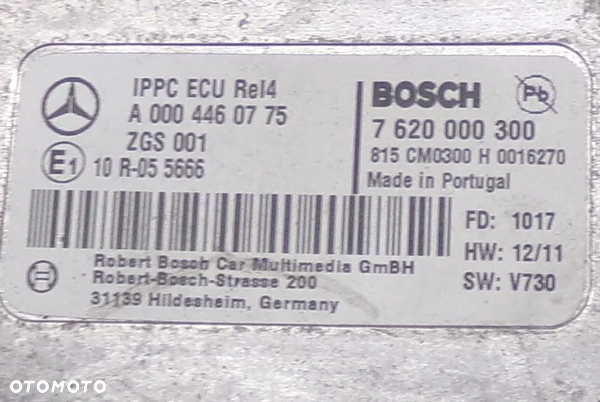 IPPC ECU Rel4
A 000 446 07 75
ZGS 001
E1 10 R-05 5666
BOSCH
Pb
7 620 000 300
815 CM0300 H 0016270
Made in Portugal
FD: 1017
HW: 12/11
SW: V730
Robert Bosch Car Multimedia GmBH
Robert-Bosch-Strasse 200
31139 Hildesheim, Germany
OTOMOTO